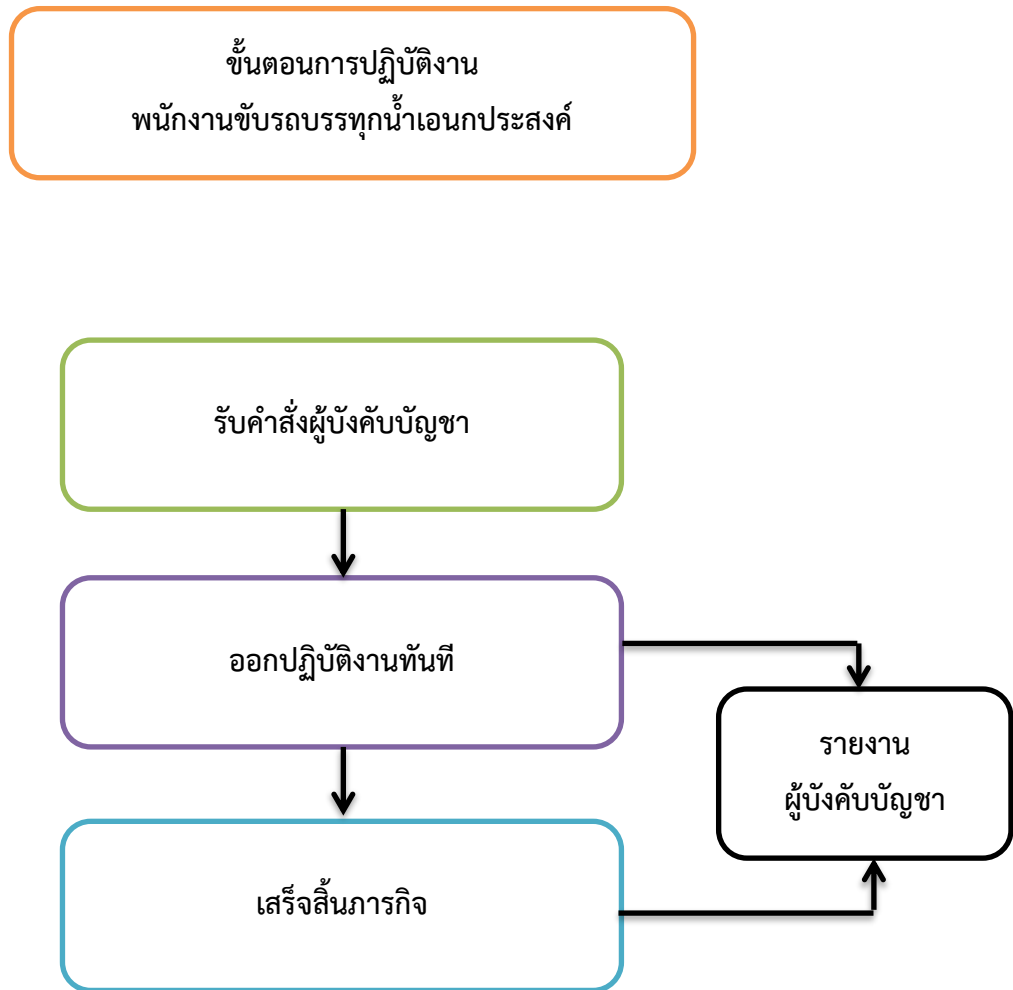 ขั้นตอนการปฏิบัติงาน
พนักงานขับรถบรรทุกน้ำเอนกประสงค์
รับคำสั่งผู้บังคับบัญชา
ออกปฏิบัติงานทันที
รายงาน
ผู้บังคับบัญชา
เสร็จสิ้นภารกิจ